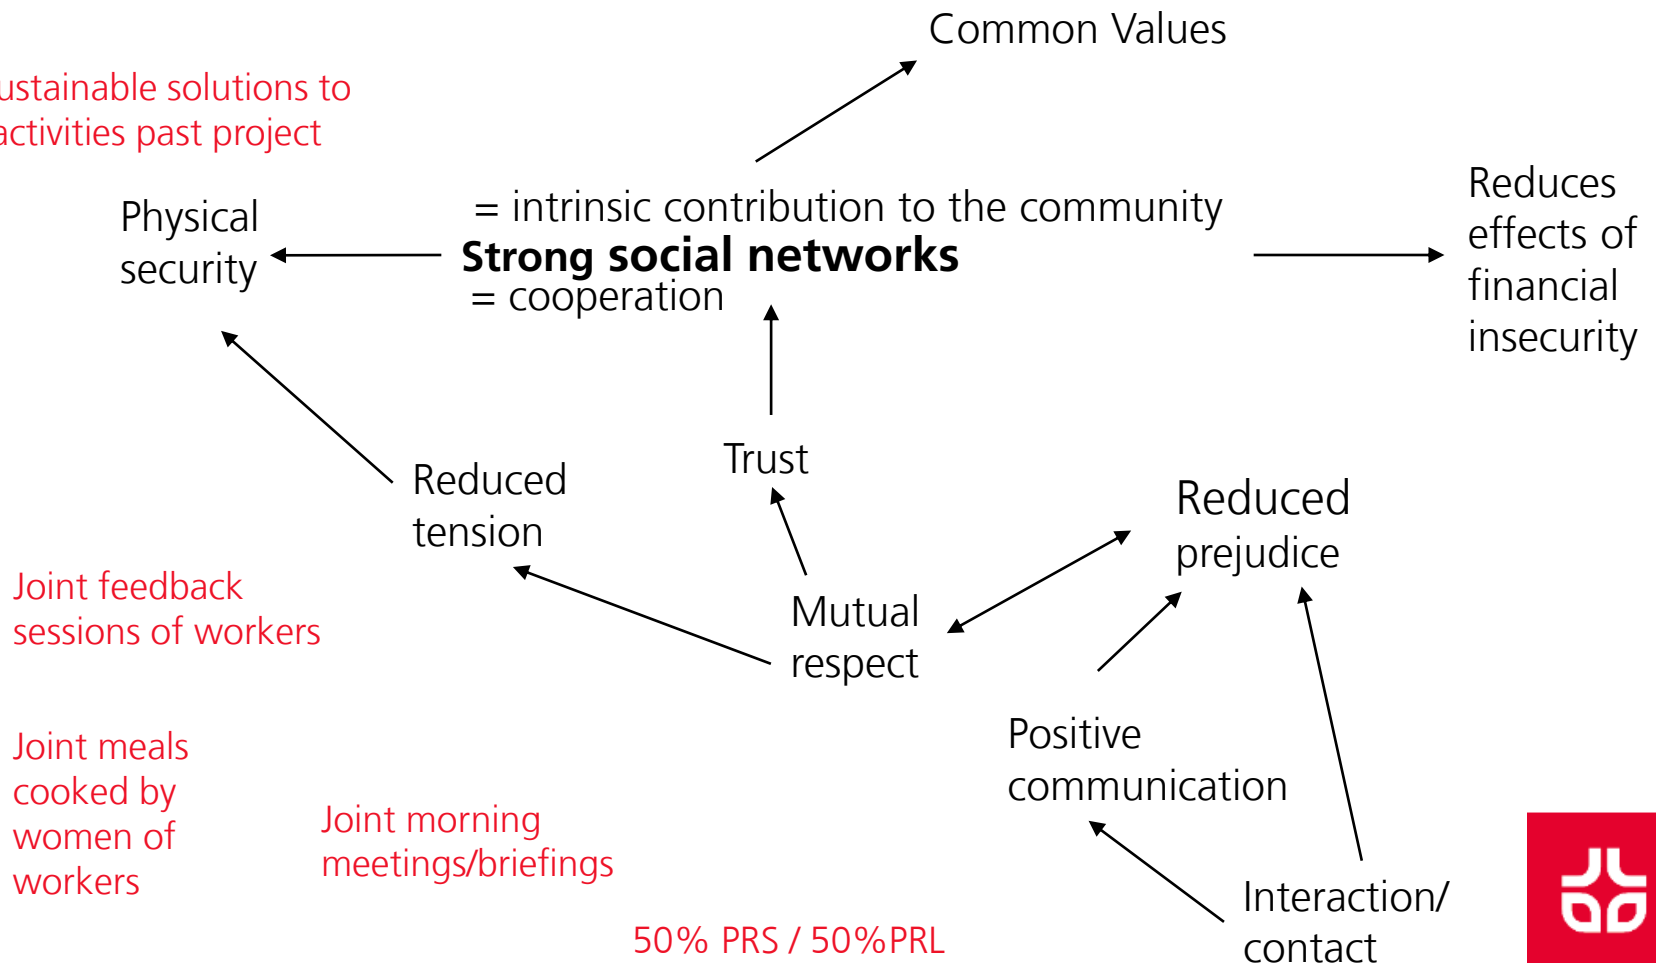 Common Values
ustainable solutions to
activities past project
Physical
security
= intrinsic contribution to the community
Strong social networks
= cooperation
Reduces
effects of
financial
insecurity
Trust
Reduced
tension
Reduced
prejudice
Joint feedback
sessions of workers
Mutual
respect
Positive
communication
Joint meals
cooked by
women of
workers
Joint morning
meetings/briefings
Interaction/
contact
50% PRS / 50%PRL